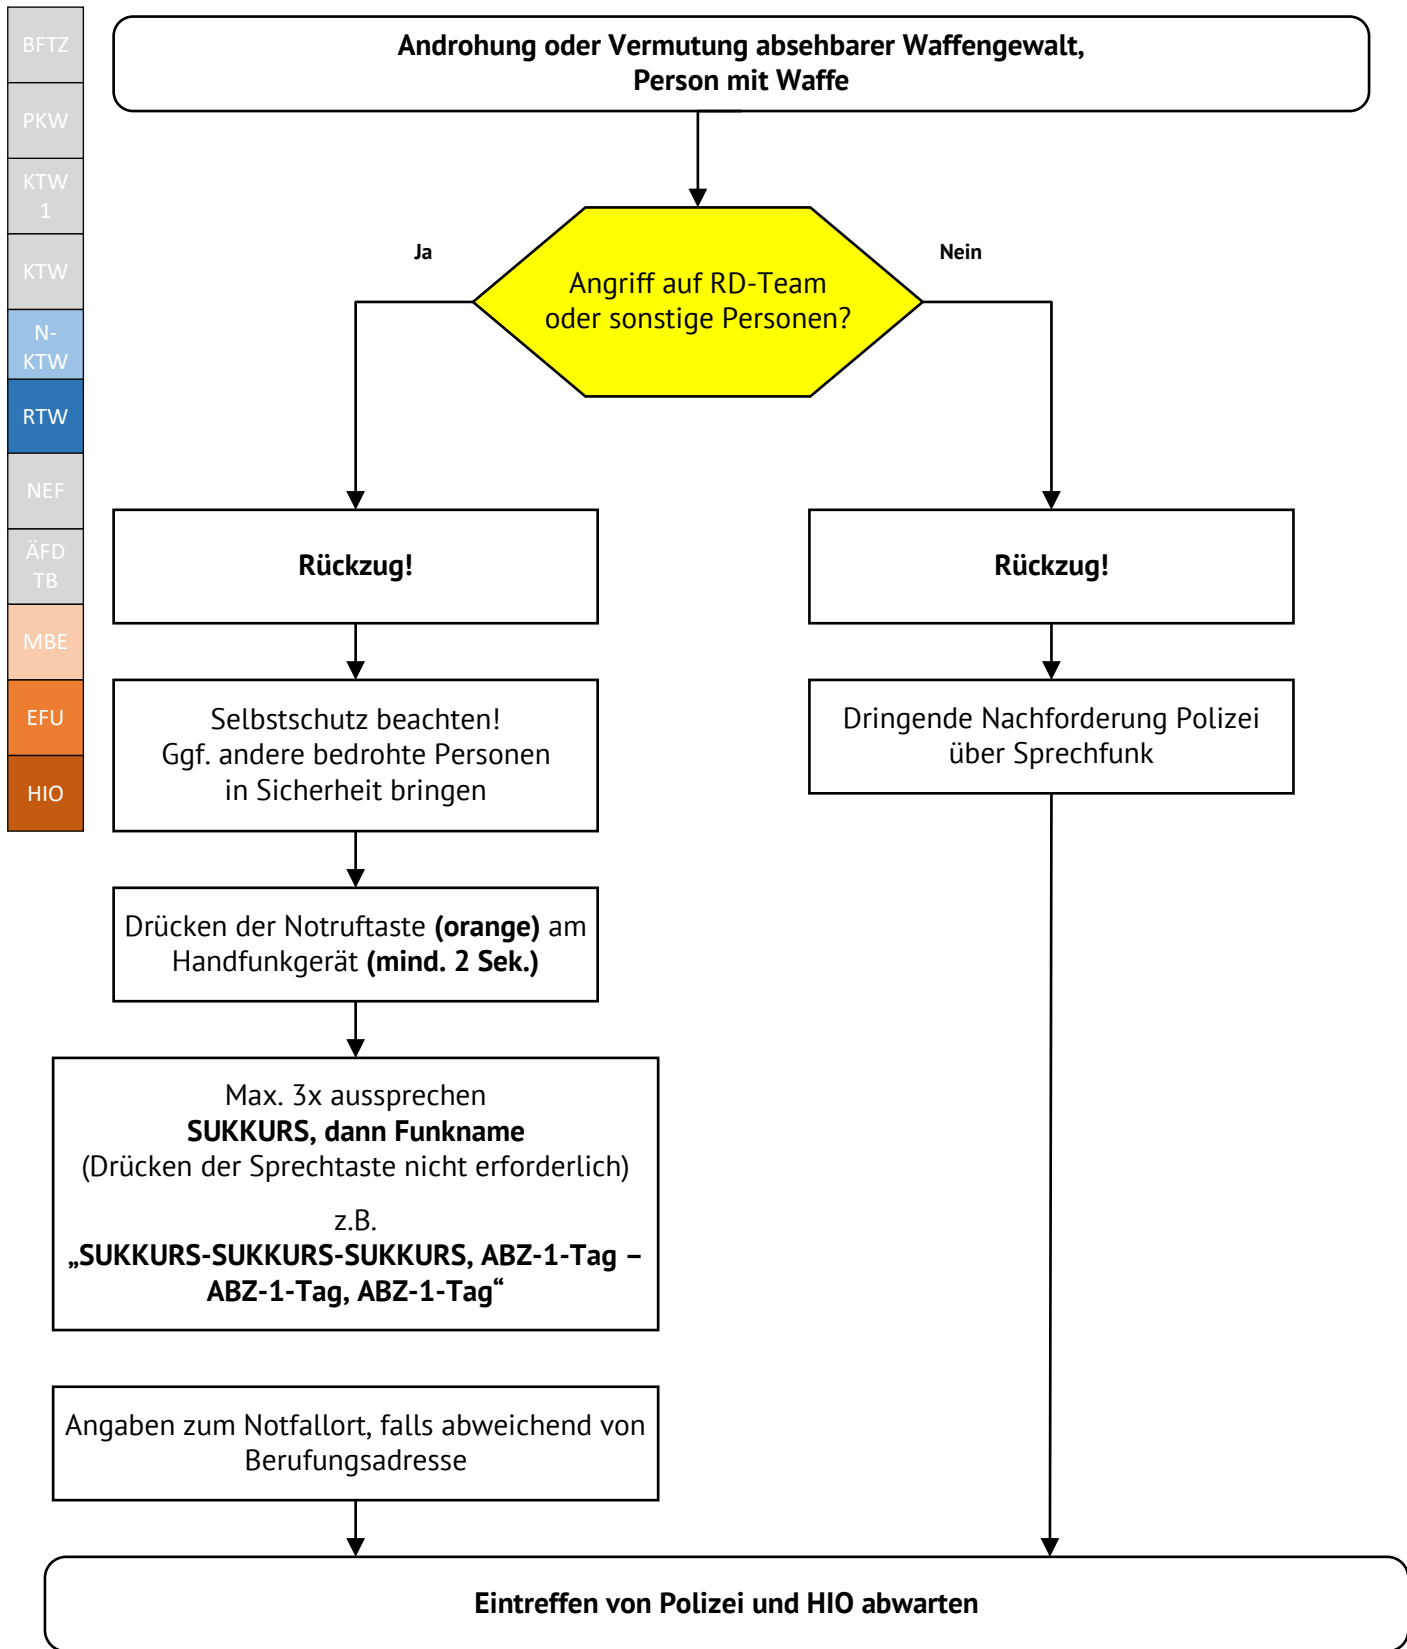 BFTZ
PKW
KTW
1
KTW
N-
KTW
RTW
NEF
ÄFD
TB
MBE
EFU
HIO
Androhung oder Vermutung absehbarer Waffengewalt,
Person mit Waffe
Ja
Nein
Angriff auf RD-Team
oder sonstige Personen?
Rückzug!
Rückzug!
Selbstschutz beachten!
Ggf. andere bedrohte Personen
in Sicherheit bringen
Dringende Nachforderung Polizei
über Sprechfunk
Drücken der Notruftaste (orange) am
Handfunkgerät (mind. 2 Sek.)
Max. 3x aussprechen
SUKKURS, dann Funkname
(Drücken der Sprechtaste nicht erforderlich)
z.B.
„SUKKURS-SUKKURS-SUKKURS, ABZ-1-Tag –
ABZ-1-Tag, ABZ-1-Tag“
Angaben zum Notfallort, falls abweichend von
Berufungsadresse
Eintreffen von Polizei und HIO abwarten